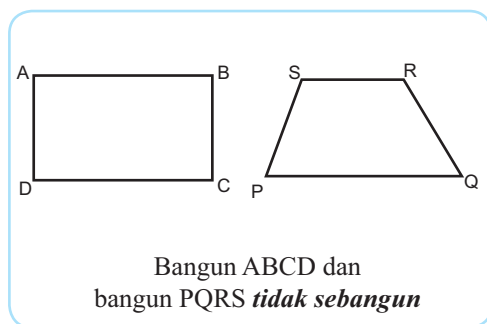 A B S R
D C P Q
Bangun ABCD dan
bangun PQRS tidak sebangun